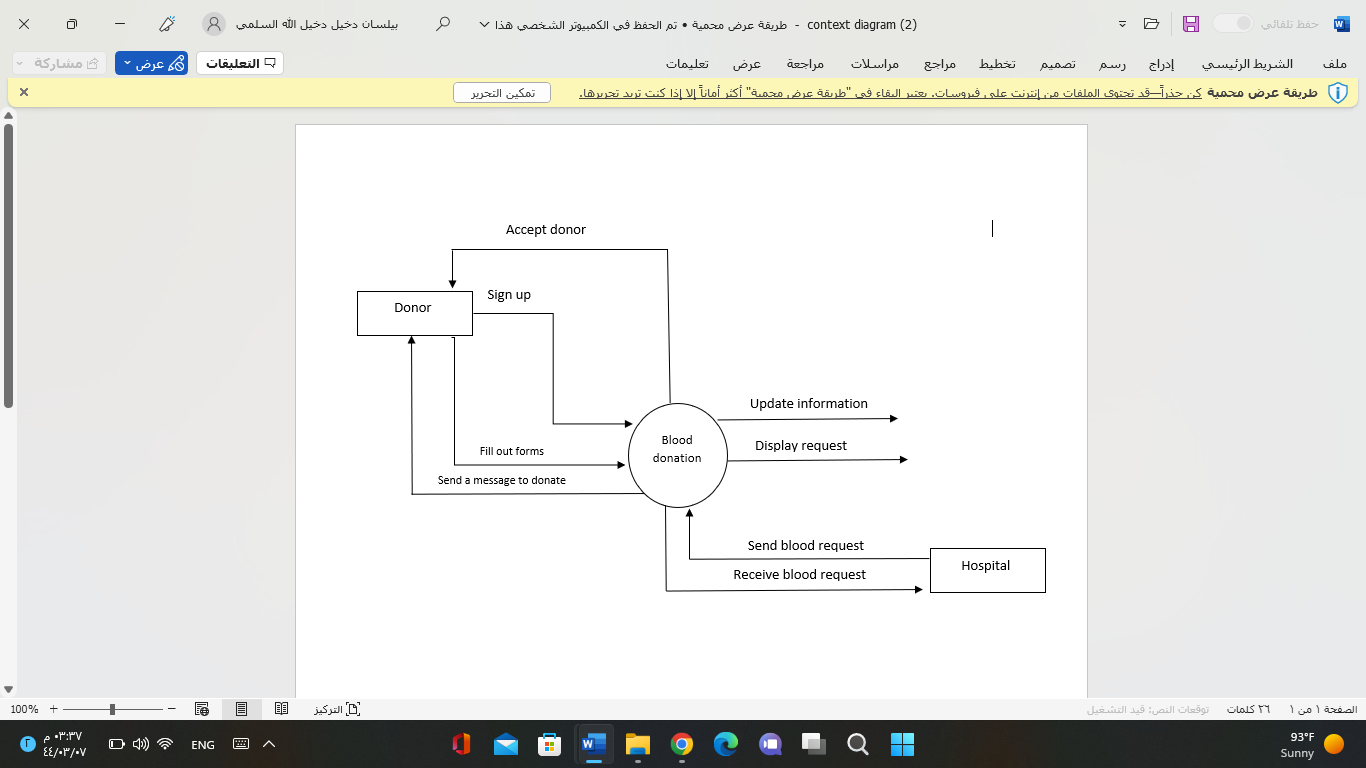 context diagram (2) - طريقة عرض محمية • تم الحفظ في الكمبيوتر الشخصي هذا
بيلسان دخيل دخيل الله السلمي
حفظ تلقائي
ملف
الشريط الرئيسي
إدراج
رسم
تصميم
تخطيط
مراجع
مراسلات
مراجعة
عرض
تعليمات
التعليقات
عرض
مشاركة
طريقة عرض محمية كن حذراً—قد تحتوي الملفات من إنترنت على فيروسات. يعتبر البقاء في "طريقة عرض محمية" أكثر أماناً إلا إذا كنت تريد تحريرها.
تمكين التحرير
Accept donor
Sign up
Donor
Update information
Blood
donation
Display request
Fill out forms
Send a message to donate
Send blood request
Hospital
Receive blood request
الصفحة ١ من ١
٢٦ كلمات
توقعات النص: قيد التشغيل
التركيز
100%
٠٣:٣٧ م
٤٤/٠٣/٠٧
٢
ENG
93°F
Sunny